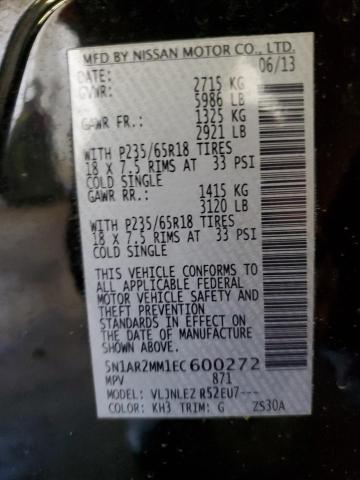 MFD BY NISSAN MOTOR CO., LTD.
DATE: 06/13
GVWR: 2715 KG
5986 LB
GAWR FR.: 1325 KG
2921 LB
WITH P235/65R18 TIRES
18 X 7.5 RIMS AT 33 PSI
COLD SINGLE
GAWR RR.: 1415 KG
3120 LB
WITH P235/65R18 TIRES
18 X 7.5 RIMS AT 33 PSI
COLD SINGLE
THIS VEHICLE CONFORMS TO
ALL APPLICABLE FEDERAL
MOTOR VEHICLE SAFETY AND
THEFT PREVENTION
STANDARDS IN EFFECT ON
THE DATE OF MANUFACTURE
SHOWN ABOVE.
5N1AR2MM1EC600272
MPV 871
MODEL: VLJNLEZ R52EU7---
COLOR: KH3 TRIM: G ZS30A